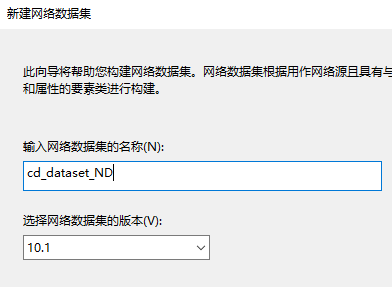 新建网络数据集
此向导将帮助您构建网络数据集。网络数据集根据用作网络源且具有与
和属性的要素类进行构建。
输入网络数据集的名称(N):
cd_dataset_ND
选择网络数据集的版本(V):
10.1